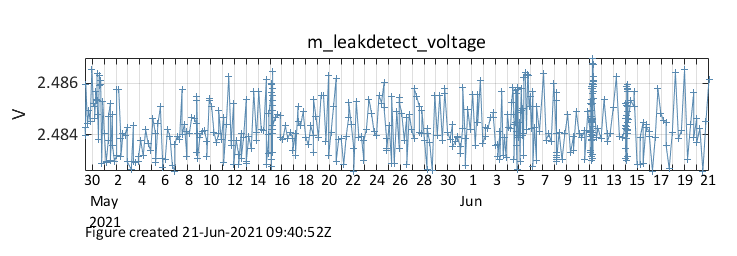 m_leakdetect_voltage
2.486
2.484
V
30 2 4 6 8 10 12 14 16 18 20 22 24 26 28 30 1 3 5 7 9 11 13 15 17 19 21
May Jun
2021
Figure created 21-Jun-2021 09:40:52Z